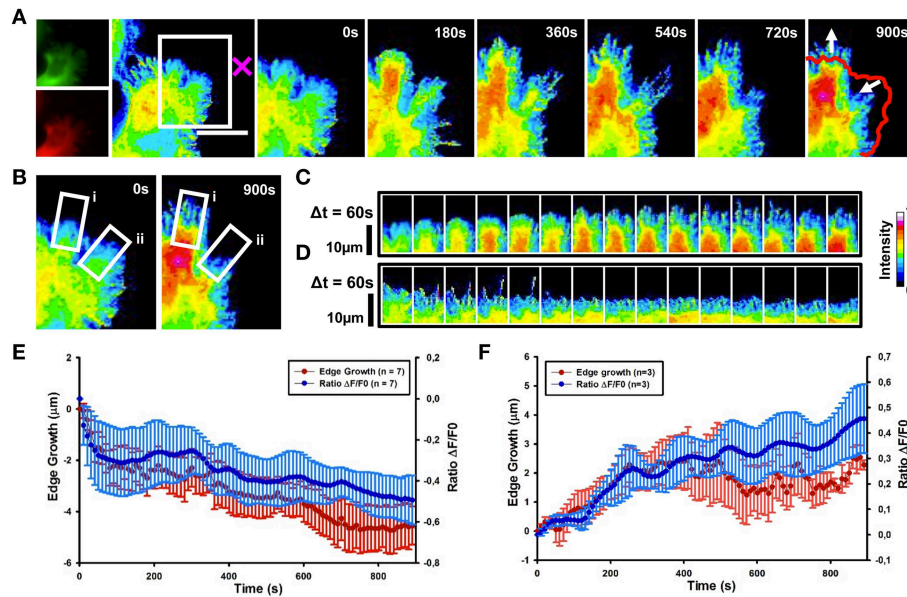 A
0s
180s
360s
540s
720s
900s
B
0s
i
ii
900s
i
ii
C
Δt = 60s
10μm
D
Δt = 60s
10μm
Intensity
E
Edge Growth (n = 7)
Ratio ΔF/F0 (n = 7)
Edge Growth (μm)
2
0
-2
-4
-6
0,2
0,0
-0,2
-0,4
-0,6
-0,8
Ratio ΔF/F0
0
200
400
600
800
Time (s)
F
Edge growth (n=3)
Ratio ΔF/F0 (n=3)
Edge Growth (μm)
6
5
4
3
2
1
0
-1
0,7
0,6
0,5
0,4
0,3
0,2
0,1
0,0
-0,1
Ratio ΔF/F0
0
200
400
600
800
Time (s)